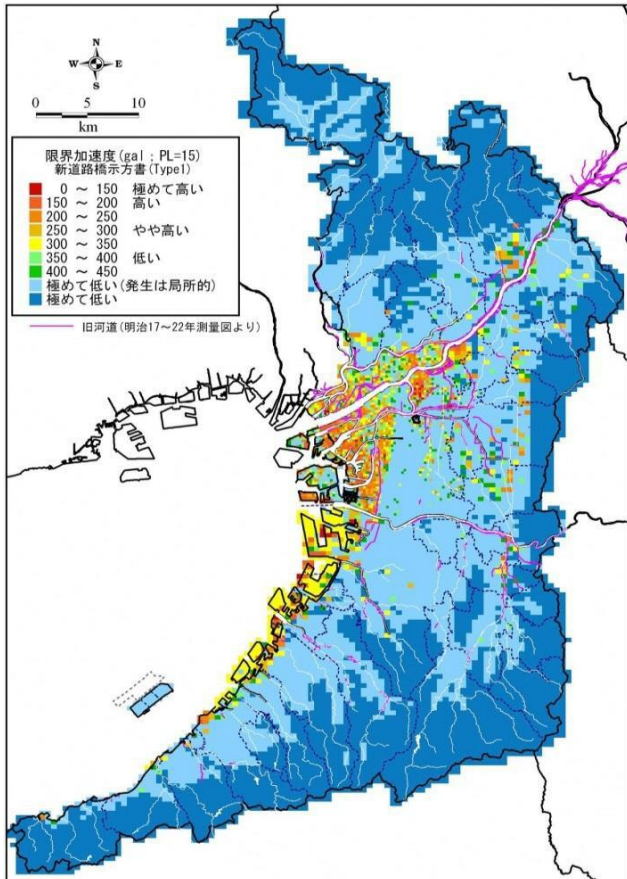 N
W E
S
0 5 10
km
限界加速度(gal ; PL=15)
新道路橋示方書(Type1)
0 ～ 150 極めて高い
150 ～ 200 高い
200 ～ 250
250 ～ 300 やや高い
300 ～ 350
350 ～ 400 低い
400 ～ 450
極めて低い(発生は局所的)
極めて低い
旧河道(明治17～22年測量図より)